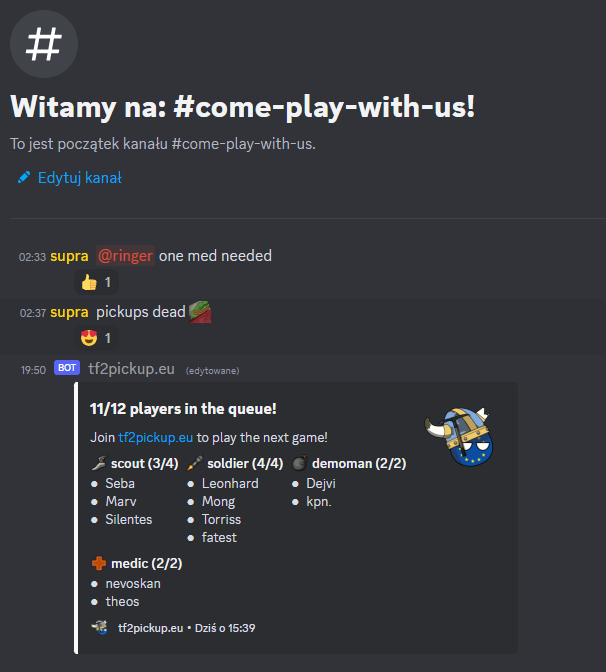 Witamy na: #come-play-with-us!
To jest początek kanału #come-play-with-us.
Edytuj kanał
02:33 supra @ringer one med needed
1
02:37 supra pickups dead
1
19:50 BOT tf2pickup.eu (edytowane)
11/12 players in the queue!
Join tf2pickup.eu to play the next game!
scout (3/4) soldier (4/4) demoman (2/2)
• Seba • Leonhard • Dejvi
• Marv • Mong • kpn.
• Silentes • Torriss
• fatest
medic (2/2)
• nevoskan
• theos
tf2pickup.eu • Dziś o 15:39